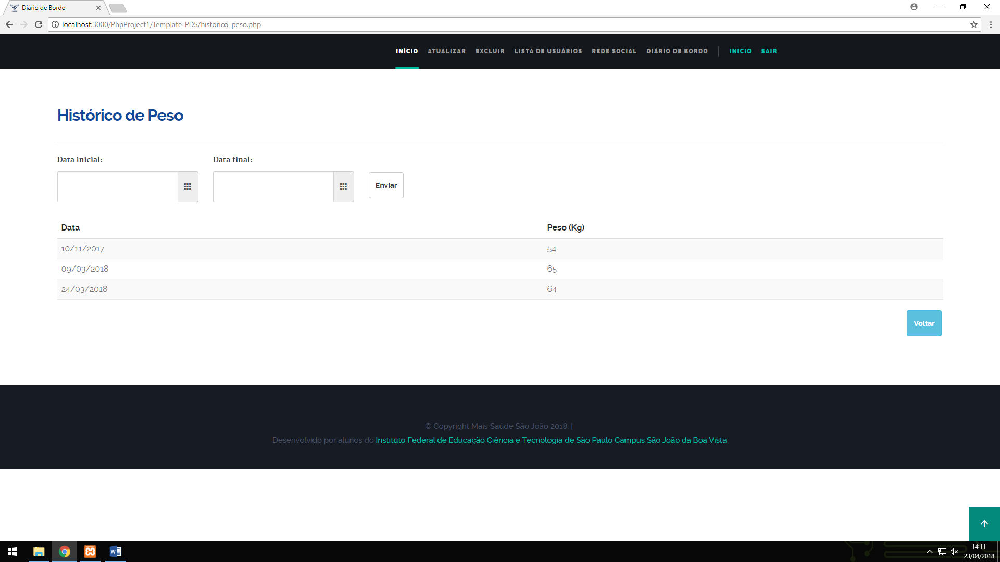 Diário de Bordo
localhost:3000/PhpProject1/Template-PDS/historico_peso.php
INÍCIO ATUALIZAR EXCLUIR LISTA DE USUÁRIOS REDE SOCIAL DIÁRIO DE BORDO INICIO SAIR
Histórico de Peso
Data inicial: Data final:
Enviar
Data Peso (Kg)
10/11/2017 54
09/03/2018 65
24/03/2018 64
Voltar
© Copyright Mais Saúde São João 2018. |
Desenvolvido por alunos do Instituto Federal de Educação Ciência e Tecnologia de São Paulo Campus São João da Boa Vista
14:11
23/04/2018